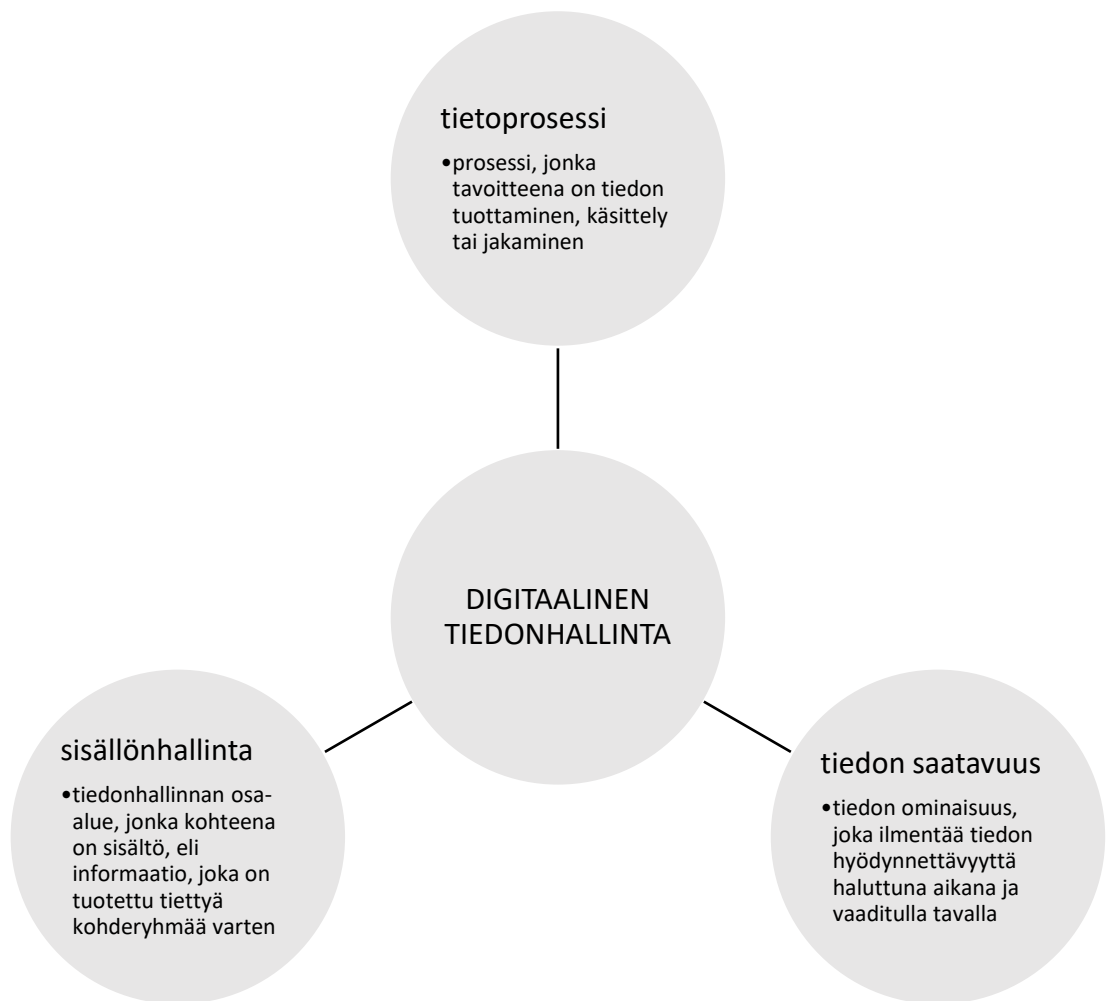 tietoprosessi
•prosessi, jonka
tavoitteena on tiedon
tuottaminen, käsittely
tai jakaminen
DIGITAALINEN
TIEDONHALLINTA
sisällönhallinta
•tiedonhallinnan osa-
alue, jonka kohteena
on sisältö, eli
informaatio, joka on
tuotettu tiettyä
kohderyhmää varten
tiedon saatavuus
•tiedon ominaisuus,
joka ilmentää tiedon
hyödynnettävyyttä
haluttuna aikana ja
vaaditulla tavalla